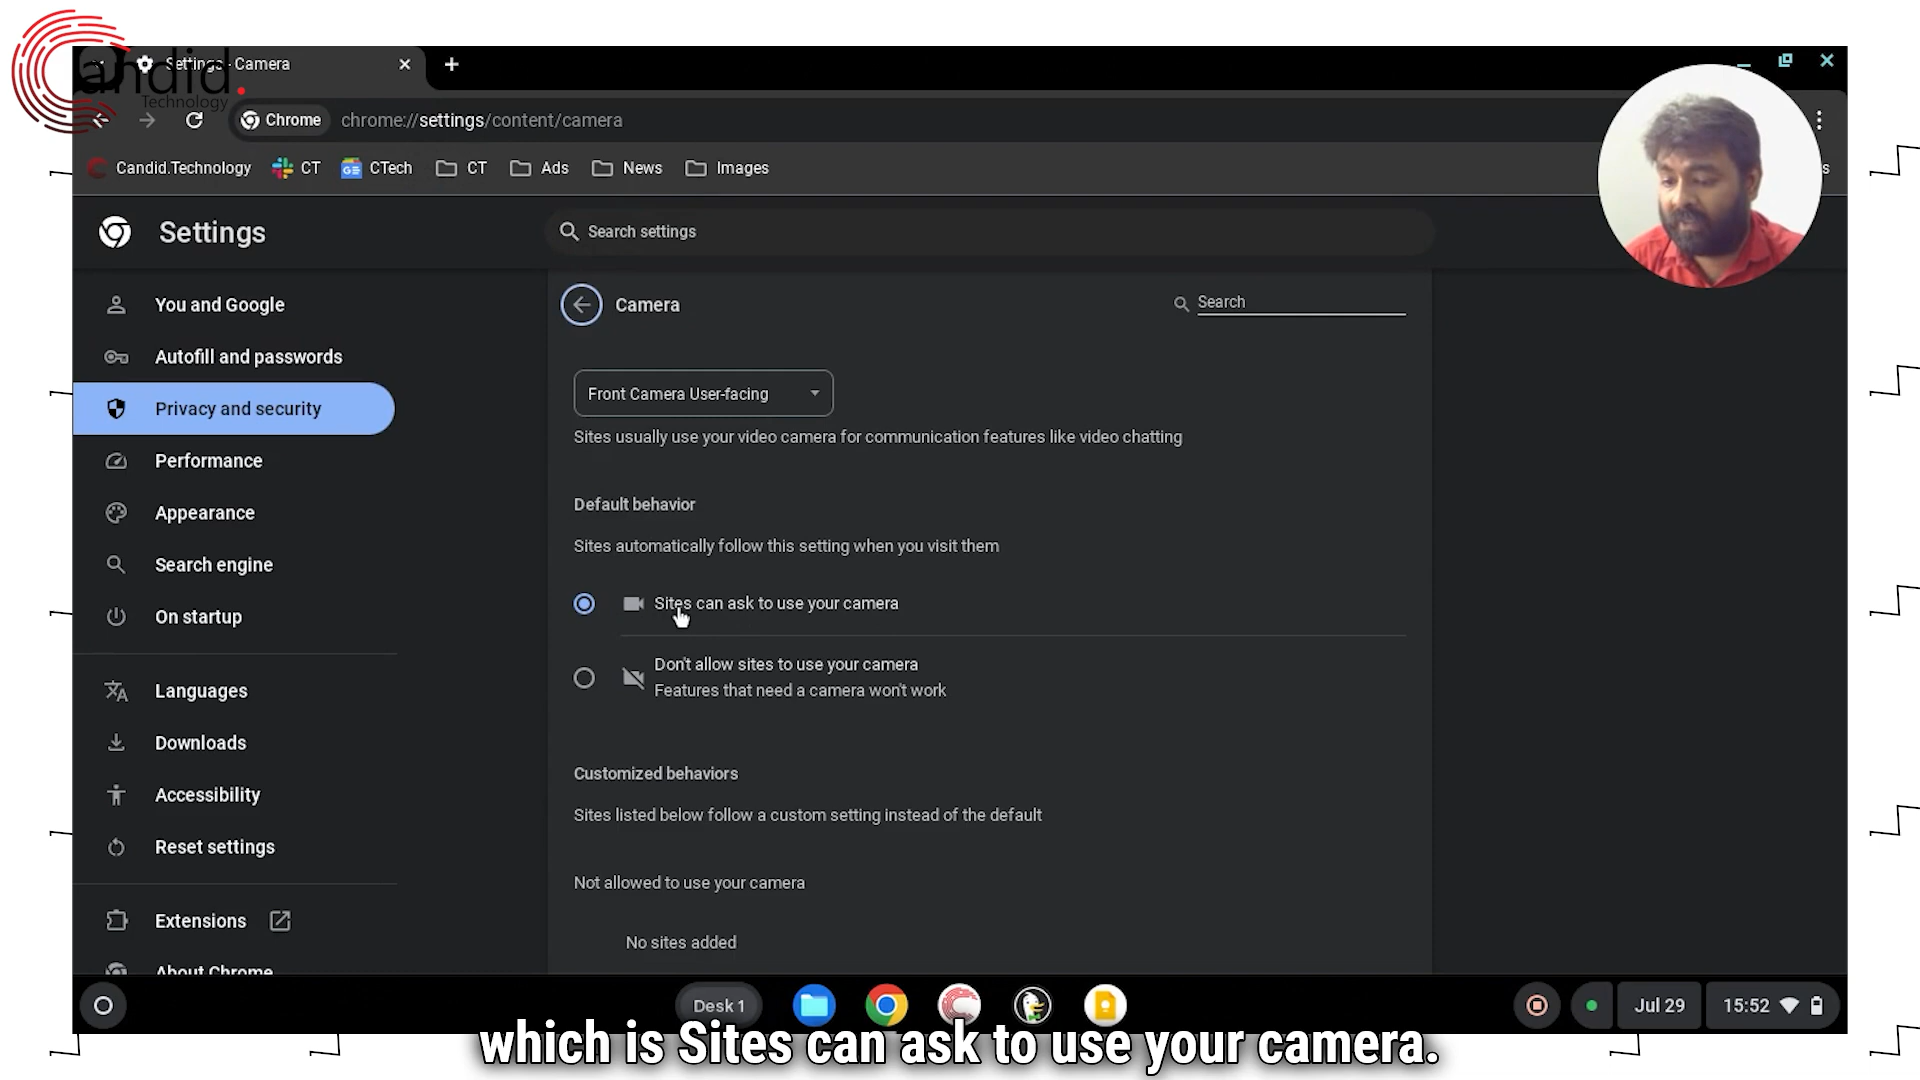 Candid.
Technology
Settings - Camera
Chrome
chrome://settings/content/camera
Candid.Technology
CT
CTech
CT
Ads
News
Images
Settings
Search settings
You and Google
Autofill and passwords
Privacy and security
Performance
Appearance
Search engine
On startup
Languages
Downloads
Accessibility
Reset settings
Extensions
About Chrome
Camera
Search
Front Camera User-facing
Sites usually use your video camera for communication features like video chatting
Default behavior
Sites automatically follow this setting when you visit them
Sites can ask to use your camera
Don't allow sites to use your camera
Features that need a camera won't work
Customized behaviors
Sites listed below follow a custom setting instead of the default
Not allowed to use your camera
No sites added
Desk 1
Jul 29
15:52
which is Sites can ask to use your camera.